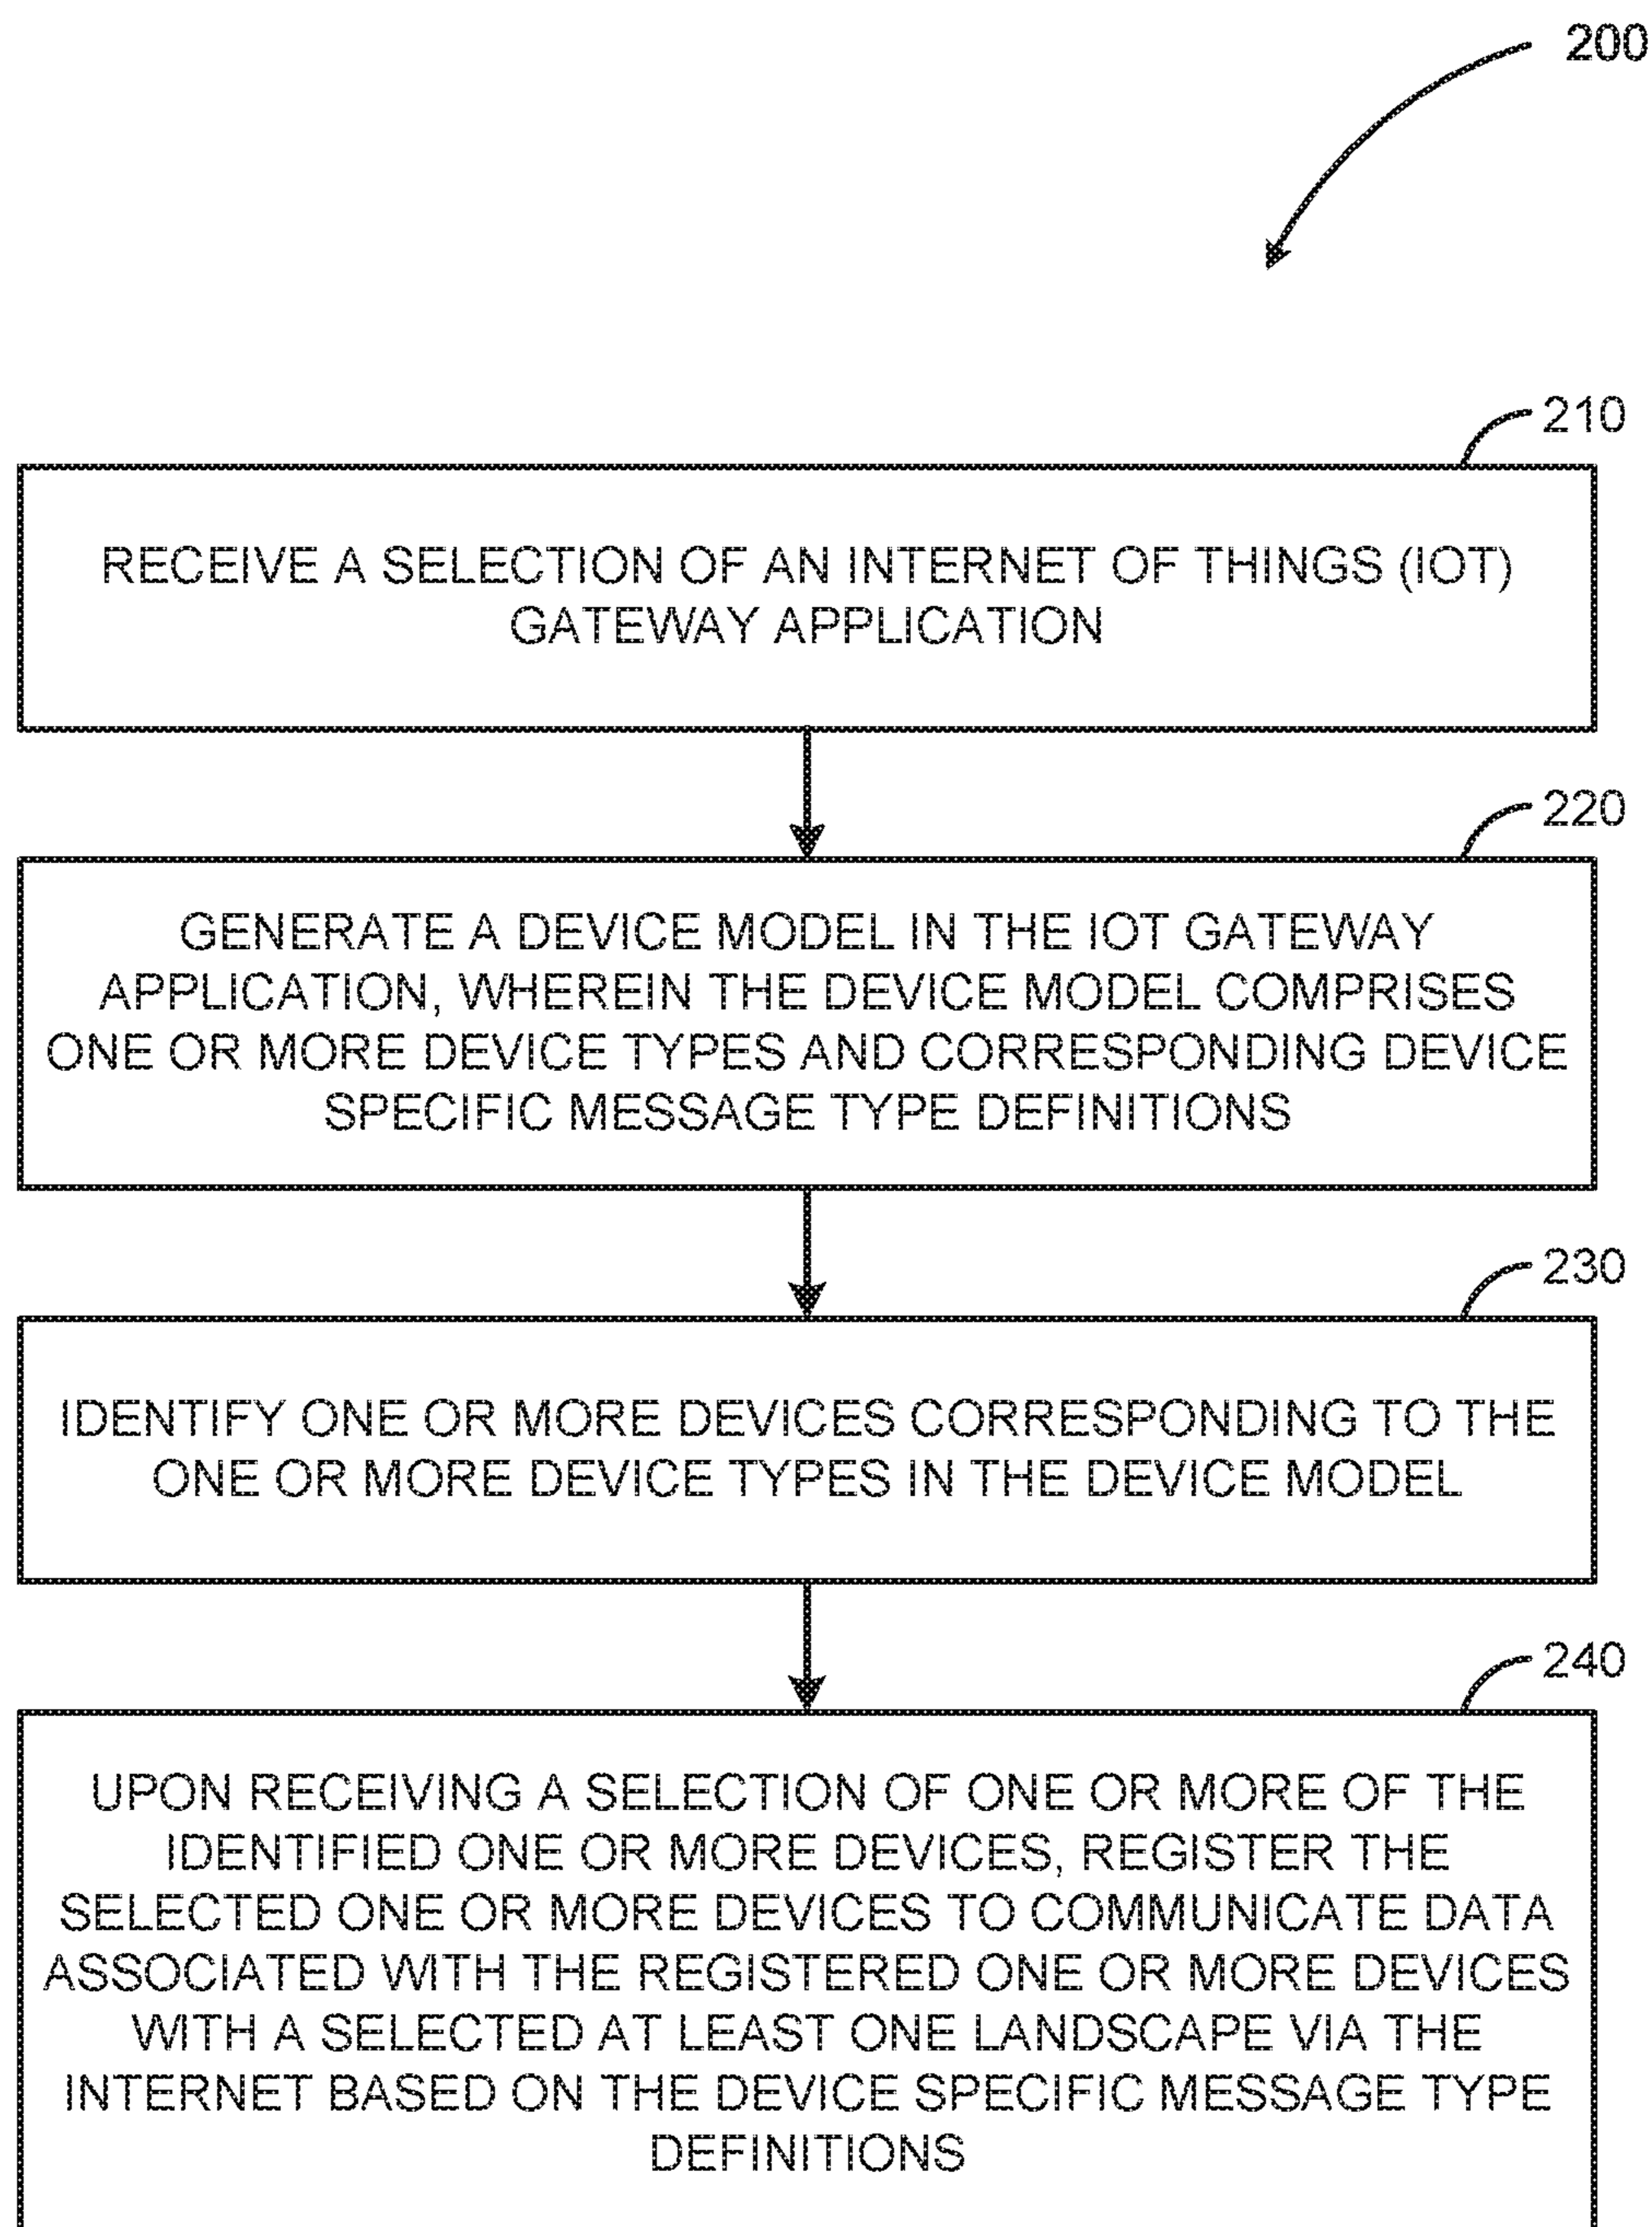 200
210
RECEIVE A SELECTION OF AN INTERNET OF THINGS (IOT)
GATEWAY APPLICATION
220
GENERATE A DEVICE MODEL IN THE IOT GATEWAY
APPLICATION, WHEREIN THE DEVICE MODEL COMPRISES
ONE OR MORE DEVICE TYPES AND CORRESPONDING DEVICE
SPECIFIC MESSAGE TYPE DEFINITIONS
230
IDENTIFY ONE OR MORE DEVICES CORRESPONDING TO THE
ONE OR MORE DEVICE TYPES IN THE DEVICE MODEL
240
UPON RECEIVING A SELECTION OF ONE OR MORE OF THE
IDENTIFIED ONE OR MORE DEVICES, REGISTER THE
SELECTED ONE OR MORE DEVICES TO COMMUNICATE DATA
ASSOCIATED WITH THE REGISTERED ONE OR MORE DEVICES
WITH A SELECTED AT LEAST ONE LANDSCAPE VIA THE
INTERNET BASED ON THE DEVICE SPECIFIC MESSAGE TYPE
DEFINITIONS